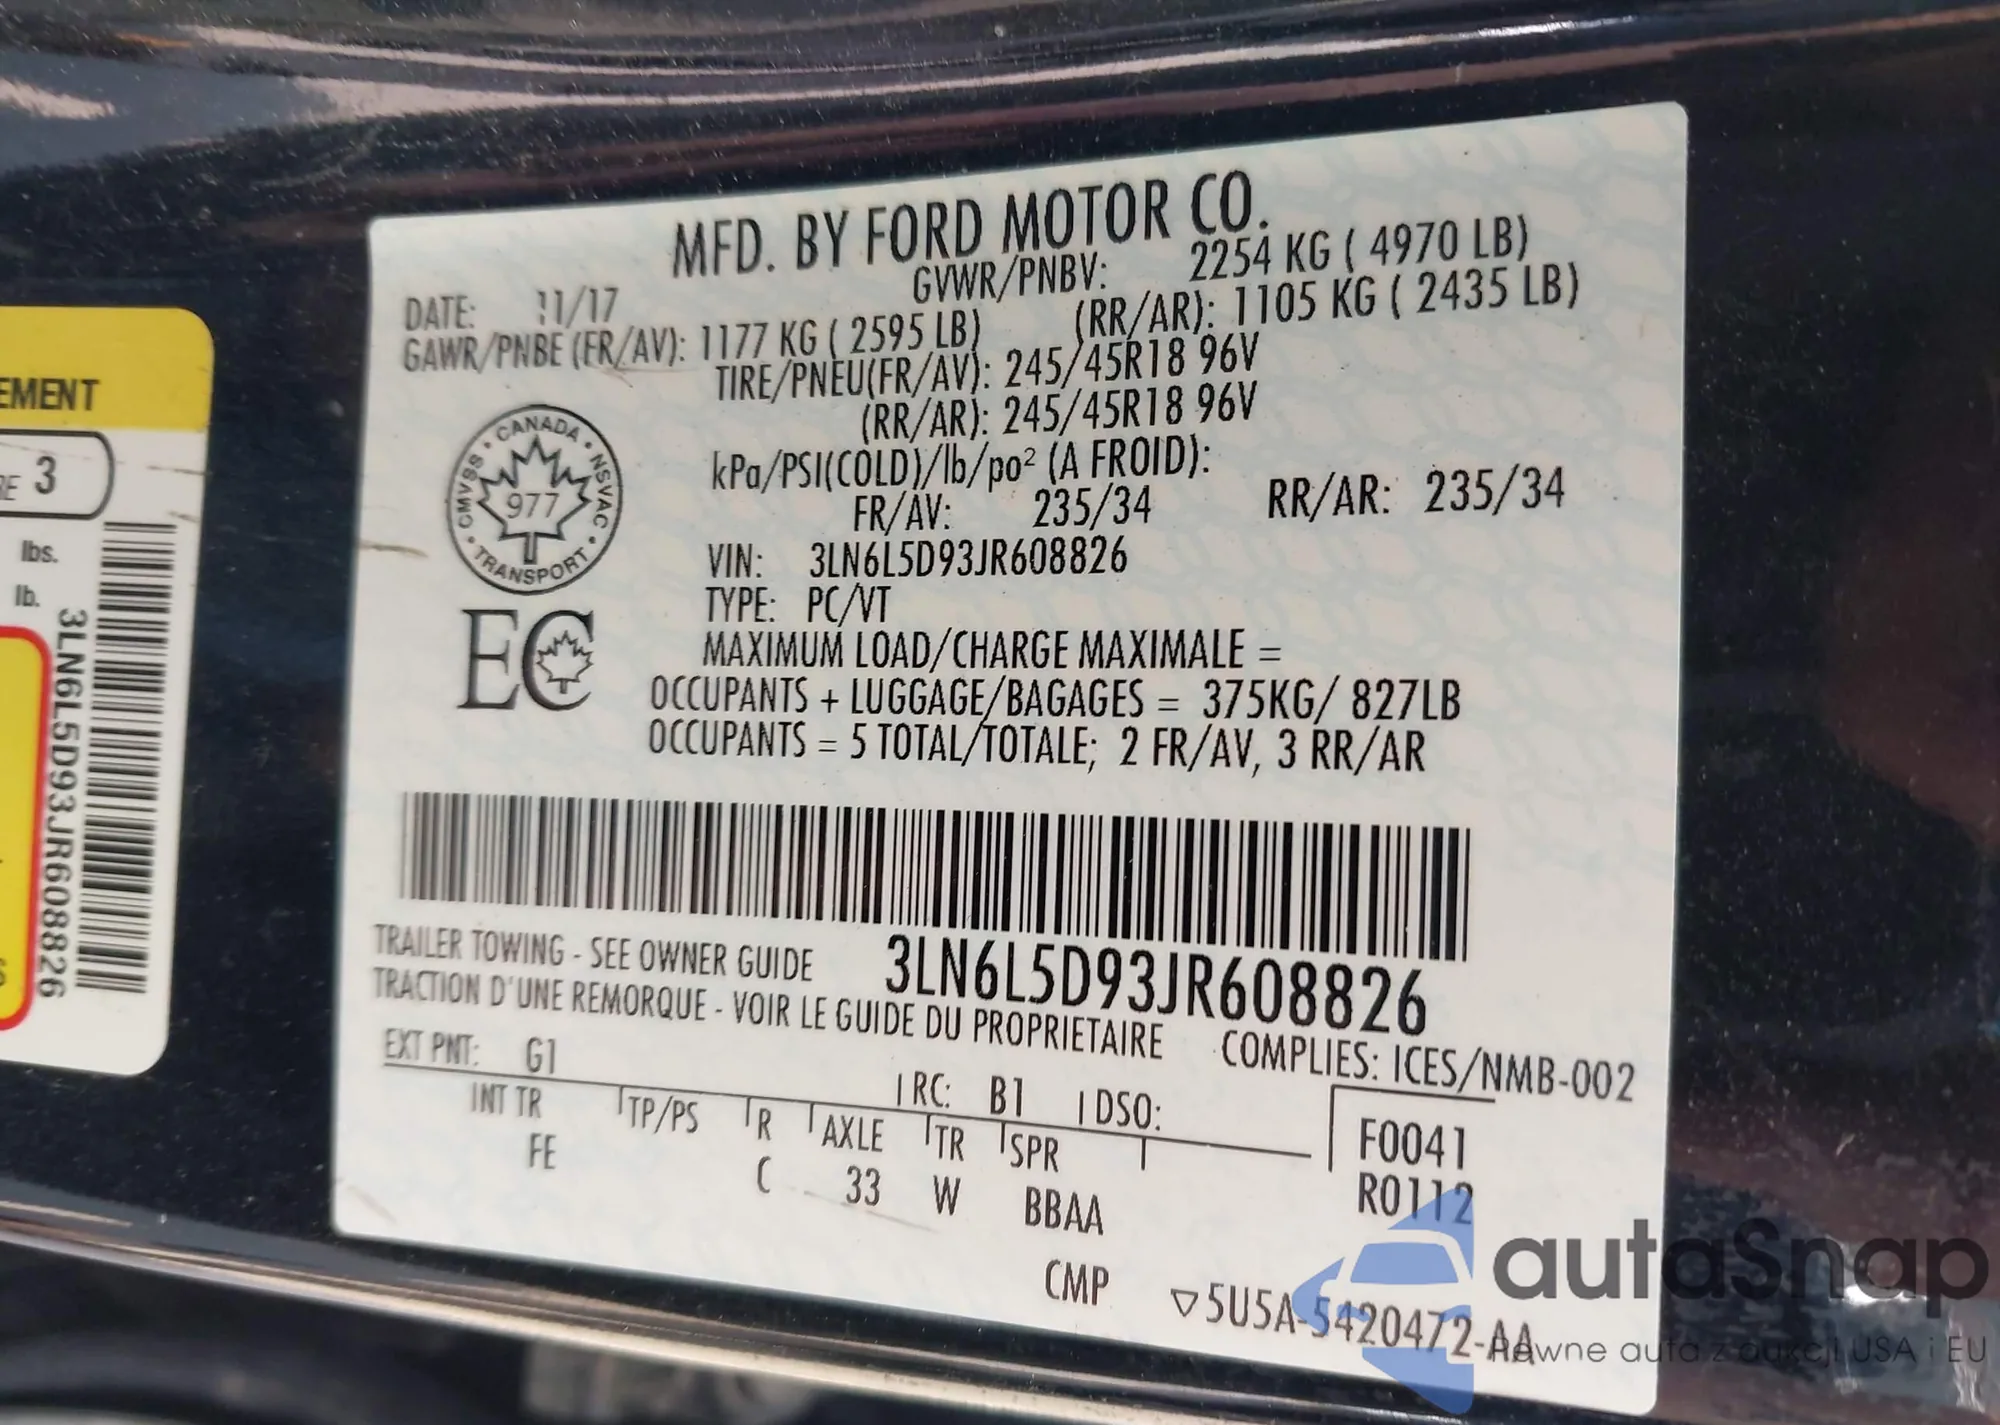 MFD. BY FORD MOTOR CO.
DATE: 11/17 GVWR/PNBV: 2254 KG ( 4970 LB)
GAWR/PNBE (FR/AV): 1177 KG ( 2595 LB) (RR/AR): 1105 KG ( 2435 LB)
TIRE/PNEU(FR/AV): 245/45R18 96V
(RR/AR): 245/45R18 96V
kPa/PSI(COLD)/lb/po² (A FROID):
FR/AV: 235/34 RR/AR: 235/34
VIN: 3LN6L5D93JR608826
TYPE: PC/VT
MAXIMUM LOAD/CHARGE MAXIMALE =
OCCUPANTS + LUGGAGE/BAGAGES = 375KG/ 827LB
OCCUPANTS = 5 TOTAL/TOTALE; 2 FR/AV, 3 RR/AR
CANADA
CMVSS
NSVAC
977
TRANSPORT
EC
3LN6L5D93JR608826
TRAILER TOWING - SEE OWNER GUIDE
TRACTION D'UNE REMORQUE - VOIR LE GUIDE DU PROPRIETAIRE
COMPLIES: ICES/NMB-002
EXT PNT: G1 RC: B1 DSO:
INT TR TP/PS R AXLE TR SPR
FE C 33 W BBAA
F0041
R0112
CMP ▽5U5A-5420472-AA
EMENT
RE 3
lbs.
lb.
3LN6L5D93JR608826
autaSnap
Pewne auta z aukcji USA i EU